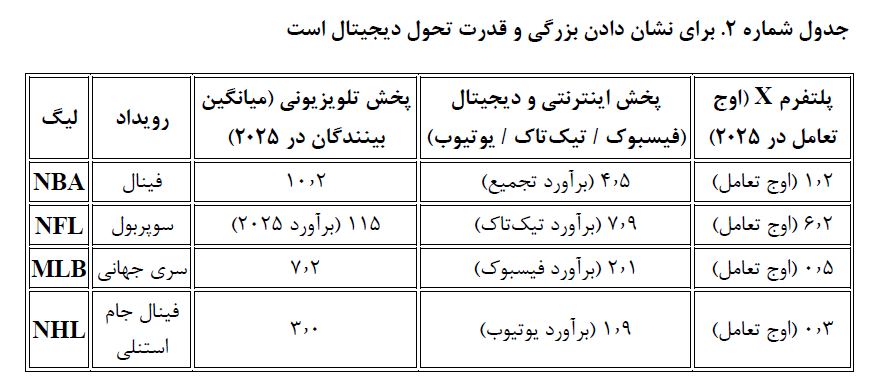 جدول شماره ۲. برای نشان دادن بزرگی و قدرت تحول دیجیتال است
لیگ	رویداد	پخش تلویزیونی (میانگین بینندگان در ۲۰۲۵)	پخش اینترنتی و دیجیتال (فیسبوک / تیک‌تاک / یوتیوب)	پلتفرم X (اوج تعامل در ۲۰۲۵)
NBA	فینال	۱۰٫۲	۴٫۵ (برآورد تجمیع)	۱٫۲ (اوج تعامل)
NFL	سوپربول	۱۱۵ (برآورد ۲۰۲۵)	۷٫۹ (برآورد تیک‌تاک)	۶٫۲ (اوج تعامل)
MLB	سری جهانی	۷٫۲	۲٫۱ (برآورد فیسبوک)	۰٫۵ (اوج تعامل)
NHL	فینال جام استنلی	۳٫۰	۱٫۹ (برآورد یوتیوب)	۰٫۳ (اوج تعامل)